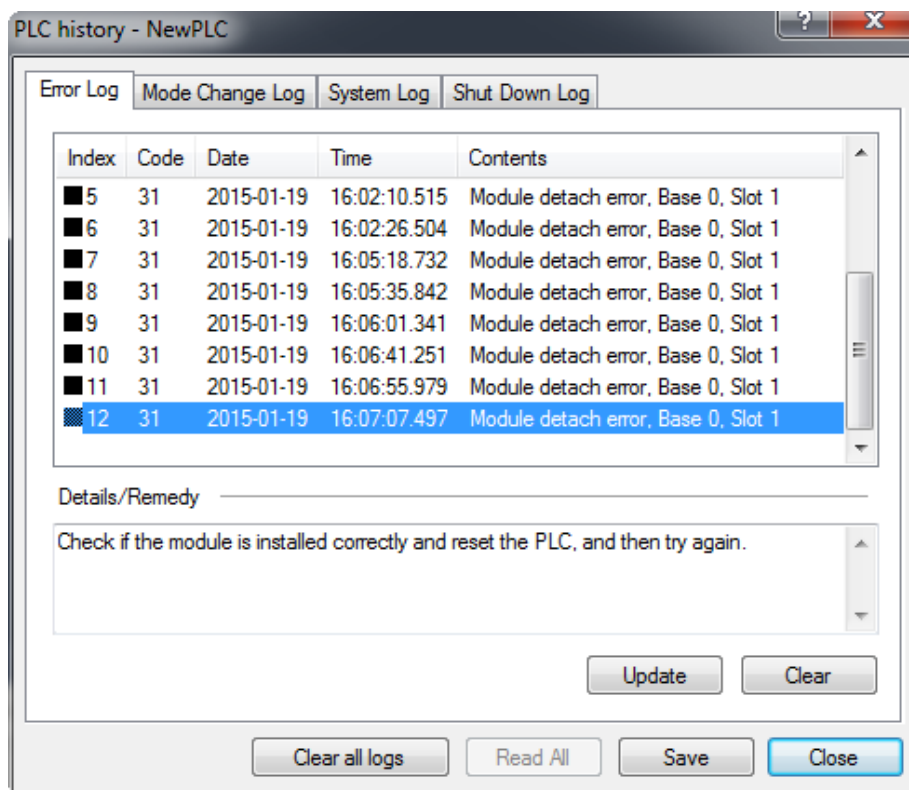 PLC history - NewPLC
?
X
Error Log Mode Change Log System Log Shut Down Log
Index Code Date Time Contents
5 31 2015-01-19 16:02:10.515 Module detach error, Base 0, Slot 1
6 31 2015-01-19 16:02:26.504 Module detach error, Base 0, Slot 1
7 31 2015-01-19 16:05:18.732 Module detach error, Base 0, Slot 1
8 31 2015-01-19 16:05:35.842 Module detach error, Base 0, Slot 1
9 31 2015-01-19 16:06:01.341 Module detach error, Base 0, Slot 1
10 31 2015-01-19 16:06:41.251 Module detach error, Base 0, Slot 1
11 31 2015-01-19 16:06:55.979 Module detach error, Base 0, Slot 1
12 31 2015-01-19 16:07:07.497 Module detach error, Base 0, Slot 1
Details/Remedy
Check if the module is installed correctly and reset the PLC, and then try again.
Update Clear
Clear all logs Read All Save Close